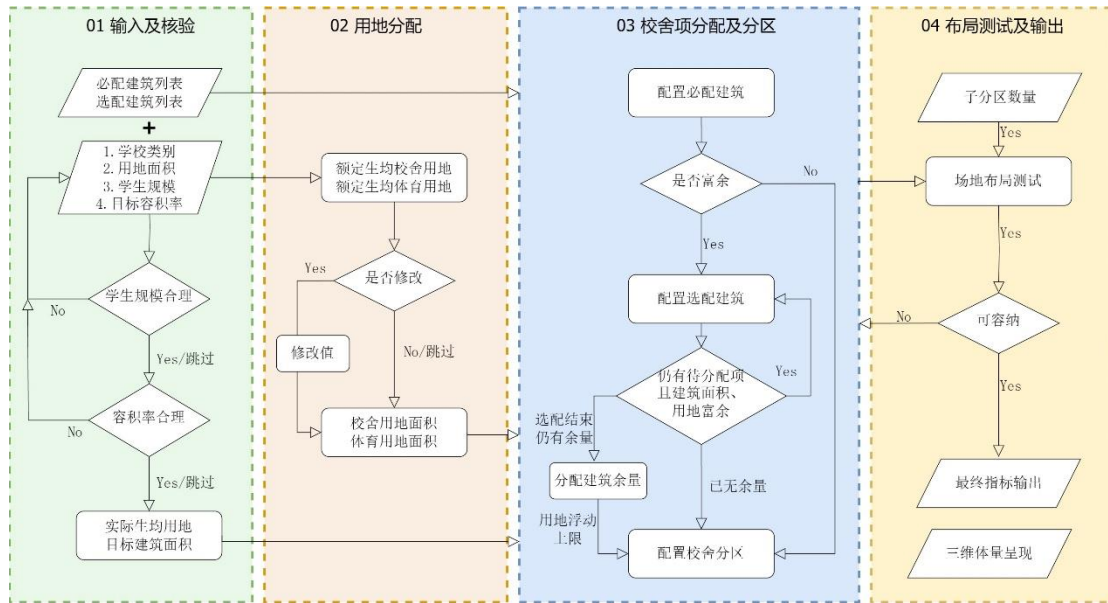 01 输入及核验
必配建筑列表
选配建筑列表
+
1.学校类别
2.用地面积
3.学生规模
4.目标容积率
学生规模合理
No
Yes/跳过
容积率合理
No
Yes/跳过
实际生均用地
目标建筑面积
02 用地分配
额定生均校舍用地
额定生均体育用地
是否修改
Yes
修改值
No/跳过
校舍用地面积
体育用地面积
03 校舍项分配及分区
配置必配建筑
是否富余
No
Yes
配置选配建筑
仍有待分配项
且建筑面积、
用地富余
Yes
选配结束
仍有余量
分配建筑余量
已无余量
用地浮动
上限
配置校舍分区
04 布局测试及输出
子分区数量
Yes
场地布局测试
Yes
No
可容纳
Yes
最终指标输出
三维体量呈现